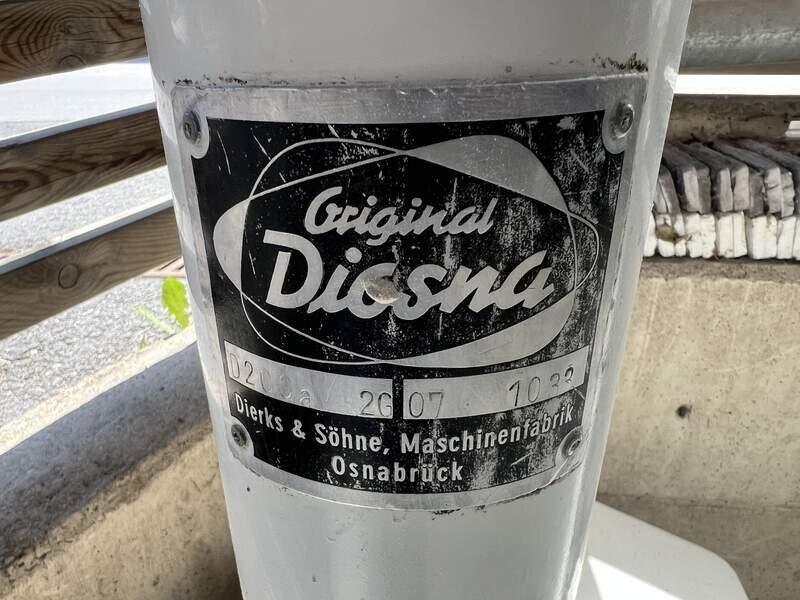 Original
Diosna
2G 07
Dierks & Söhne, Maschinenfabrik
Osnabrück